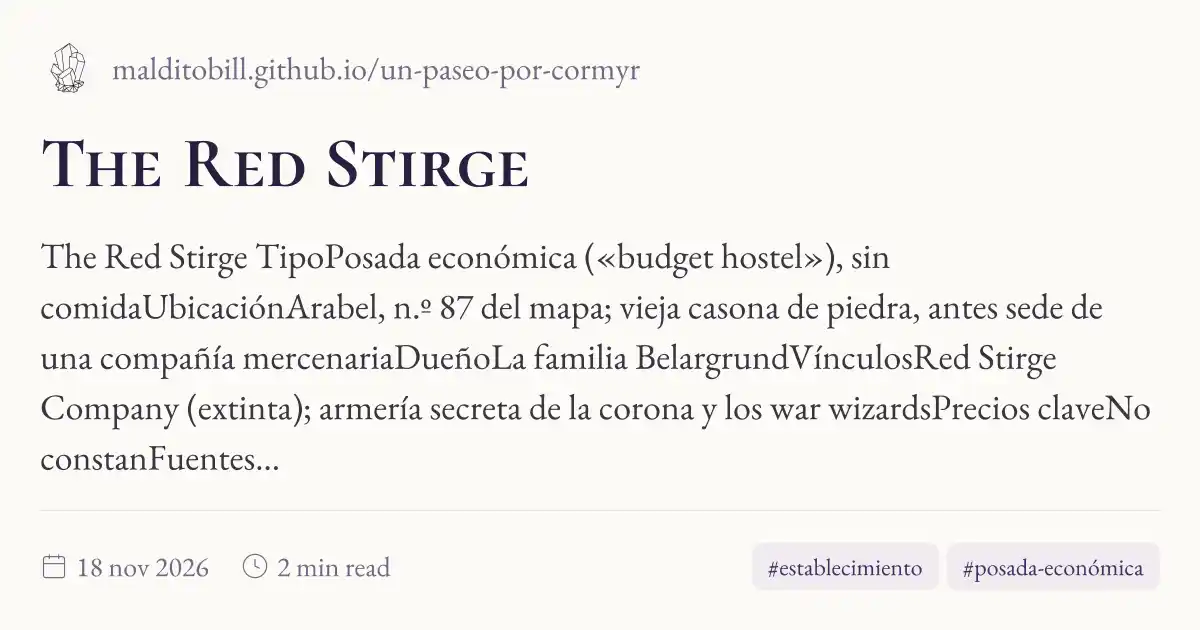 malditobill.github.io/un-paseo-por-cormyr
The Red Stirge
The Red Stirge TipoPosada económica («budget hostel»), sin
comidaUbicaciónArabel, n.º 87 del mapa; vieja casona de piedra, antes sede de
una compañía mercenariaDueñoLa familia BelargrundVínculosRed Stirge
Company (extinta); armería secreta de la corona y los war wizardsPrecios claveNo
constanFuentes...
18 nov 2026 2 min read #establecimiento #posada-económica